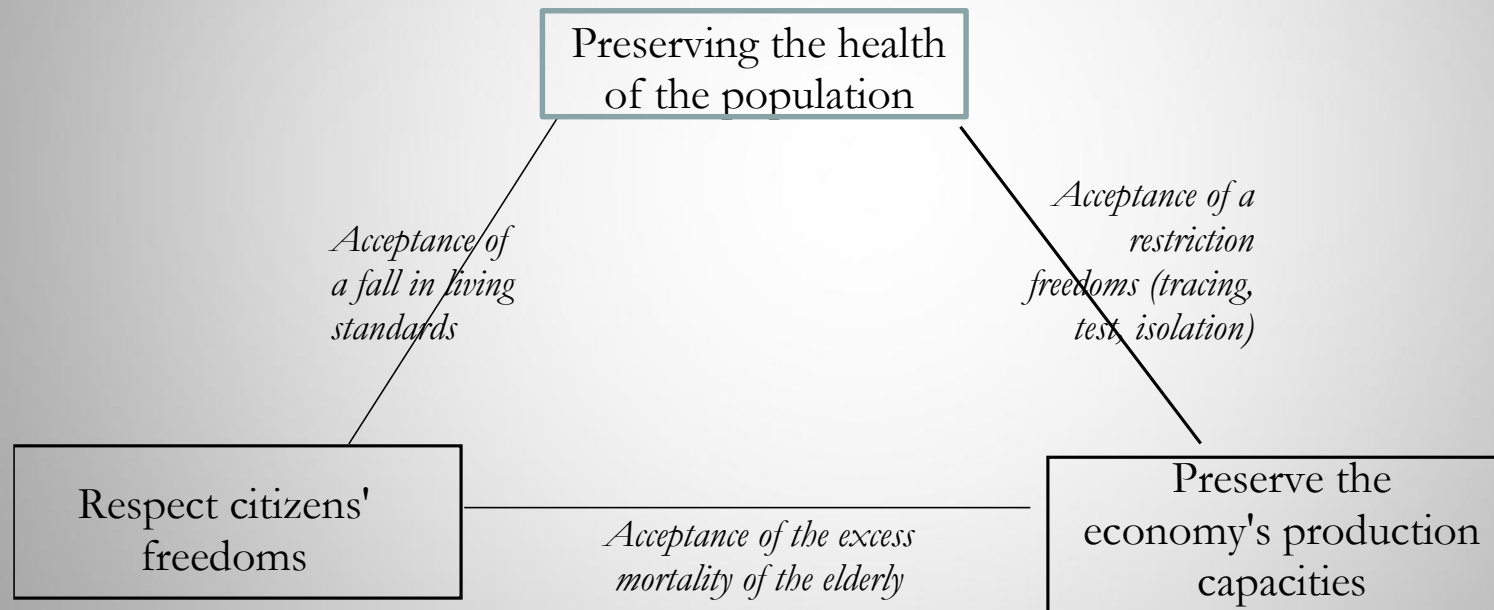 Preserving the health
of the population
Acceptance of
a fall in living
standards
Acceptance of a
restriction
freedoms (tracing,
test, isolation)
Respect citizens'
freedoms
Acceptance of the excess
mortality of the elderly
Preserve the
economy's production
capacities